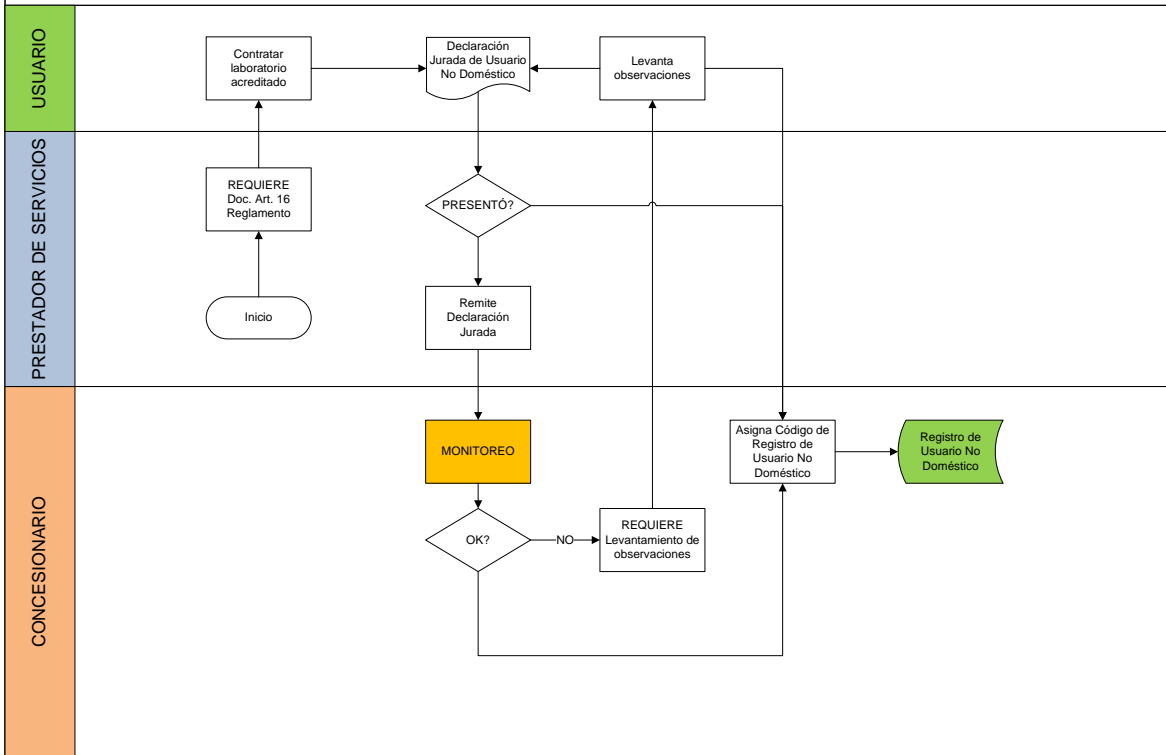 USUARIO
Contratar
laboratorio
acreditado
Declaración
Jurada de Usuario
No Doméstico
Levanta
observaciones
PRESTADOR DE SERVICIOS
REQUIERE
Doc. Art. 16
Reglamento
PRESENTÓ?
Inicio
Remite
Declaración
Jurada
CONCESIONARIO
MONITOREO
Asigna Código de
Registro de
Usuario No
Doméstico
Registro de
Usuario No
Doméstico
OK?
NO
REQUIERE
Levantamiento de
observaciones